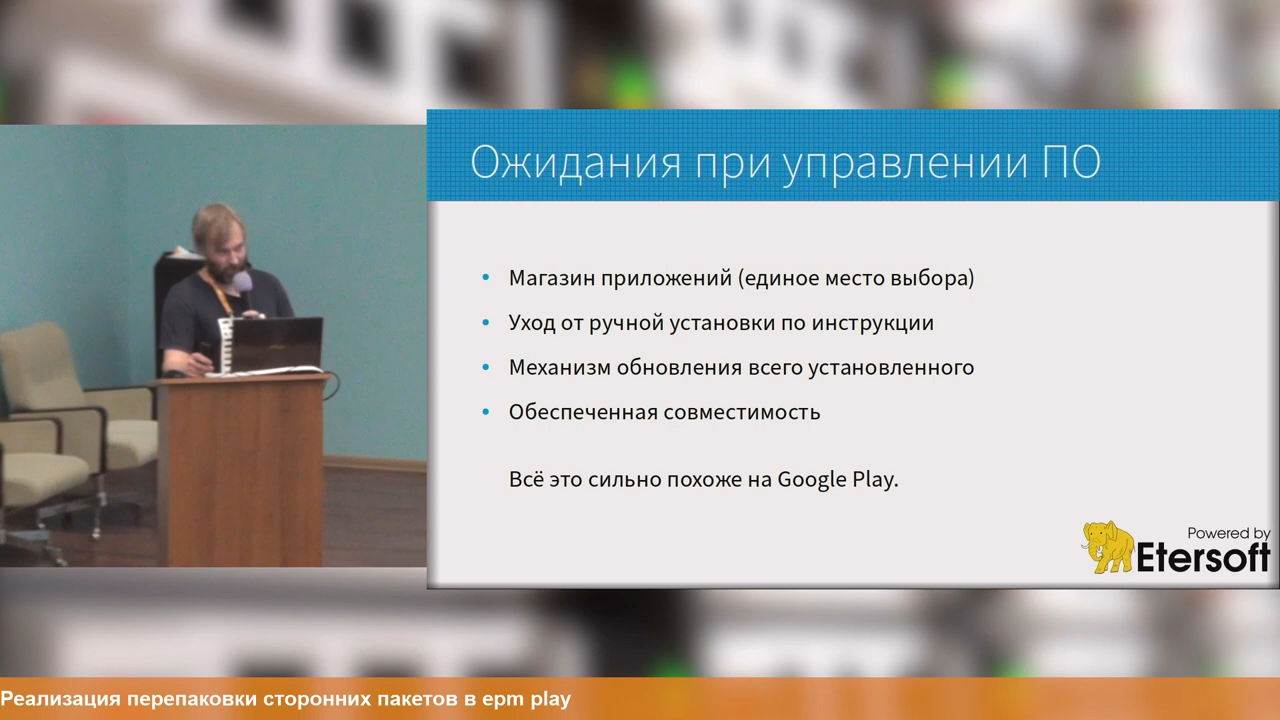 Ожидания при управлении ПО
Магазин приложений (единое место выбора)
Уход от ручной установки по инструкции
Механизм обновления всего установленного
Обеспеченная совместимость
Всё это сильно похоже на Google Play.
Powered by
Etersoft
Реализация перепаковки сторонних пакетов в epm play